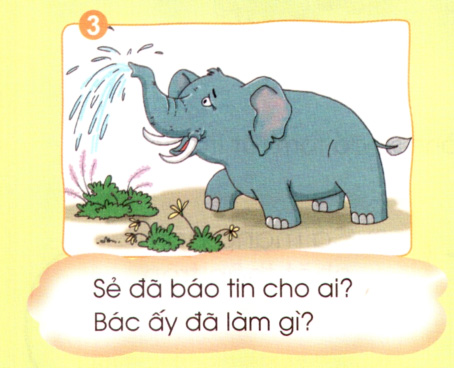 3
Sẻ đã báo tin cho ai?
Bác ấy đã làm gì?